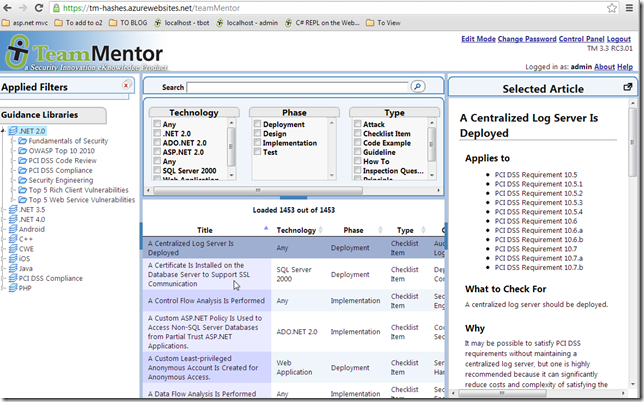 https://tm-hashes.azurewebsites.net/teamMentor
asp.net mvc
To add to o2
TO BLOG
localhost - tbot
localhost - admin
C# REPL on the Web...
To View
TeamMentor
a Security Innovation eKnowledge Product
Edit Mode Change Password Control Panel Logout
TM 3.3 RC3.01
Logged in as: admin About Help
Applied Filters
Guidance Libraries
.NET 2.0
Fundamentals of Security
OWASP Top 10 2010
PCI DSS Code Review
PCI DSS Compliance
Security Engineering
Top 5 Rich Client Vulnerabilities
Top 5 Web Service Vulnerabilities
.NET 3.5
.NET 4.0
Android
C++
CWE
iOS
Java
PCI DSS Compliance
PHP
Search
Technology
Any
.NET 2.0
ADO.NET 2.0
ASP.NET 2.0
Any
SQL Server 2000
Web Application
Phase
Deployment
Design
Implementation
Test
Type
Attack
Checklist Item
Code Example
Guideline
How To
Inspection Ques...
Principle
Loaded 1453 out of 1453
Title Technology Phase Type
A Centralized Log Server Is
Deployed
Any
Deployment
Checklist
Item
Au
Log
A Certificate Is Installed on the
Database Server to Support SSL
Communication
SQL Server
2000
Deployment
Checklist
Item
Dep
Co
A Control Flow Analysis Is Performed
Any
Implementation
Checklist
Item
Sec
Eng
A Custom ASP.NET Policy Is Used to
Access Non-SQL Server Databases
from Partial Trust ASP.NET
Applications.
ADO.NET 2.0
Implementation
Checklist
Item
Co
Sec
A Custom Least-privileged
Anonymous Account Is Created for
Anonymous Access.
Web
Application
Deployment
Checklist
Item
Ser
Har
A Data Flow Analysis Is Performed
Any
Implementation
Checklist
Sec
Selected Article
A Centralized Log Server Is
Deployed
Applies to
PCI DSS Requirement 10.5
PCI DSS Requirement 10.5.1
PCI DSS Requirement 10.5.4
PCI DSS Requirement 10.6
PCI DSS Requirement 10.6.a
PCI DSS Requirement 10.6.b
PCI DSS Requirement 10.7
PCI DSS Requirement 10.7.a
PCI DSS Requirement 10.7.b
What to Check For
A centralized log server should be deployed.
Why
It may be possible to satisfy PCI DSS
requirements without maintaining a
centralized log server, but one is highly
recommended because it can significantly
reduce costs and complexity of satisfying the